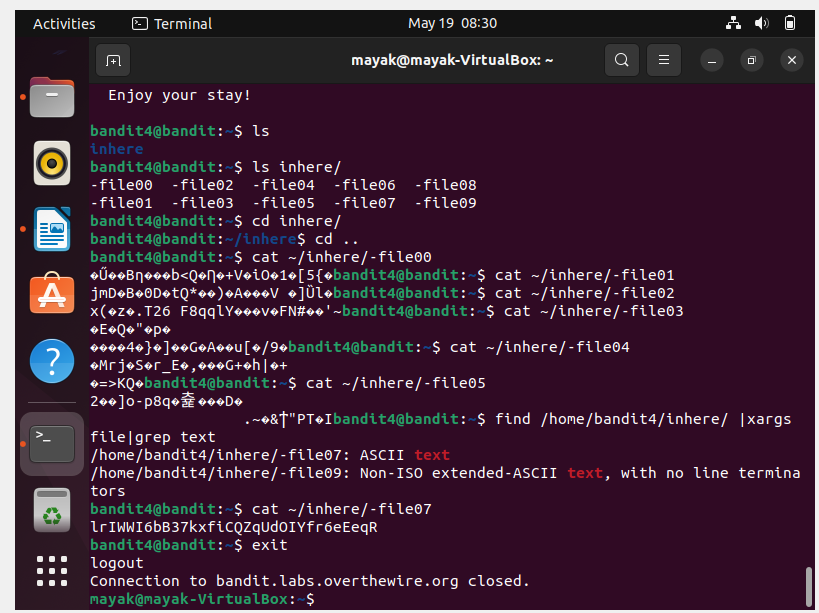 Activities
Terminal
May 19 08:30
mayak@mayak-VirtualBox: ~
Enjoy your stay!
bandit4@bandit:~$ ls
inhere
bandit4@bandit:~$ ls inhere/
-file00 -file02 -file04 -file06 -file08
-file01 -file03 -file05 -file07 -file09
bandit4@bandit:~$ cd inhere/
bandit4@bandit:~/inhere$ cd ..
bandit4@bandit:~$ cat ~/inhere/-file00
�Ű��Bη���b<Q�Ƞ�+V�iO�1�[5{�bandit4@bandit:~$ cat ~/inhere/-file01
jmD�B�0D�tQ*��)�A���V �]Ül�bandit4@bandit:~$ cat ~/inhere/-file02
x(�z�.T26 F8qqlY���v�FN#��'~bandit4@bandit:~$ cat ~/inhere/-file03
�E�Q�"�p�
����4�}�]��G�A��u[�/9�bandit4@bandit:~$ cat ~/inhere/-file04
�Mrj�S�r_E�,���G+�h|�+
�=>KQ�bandit4@bandit:~$ cat ~/inhere/-file05
2��]o-p8q����D�
.~�&"PT�Ibandit4@bandit:~$ find /home/bandit4/inhere/ |xargs
file|grep text
/home/bandit4/inhere/-file07: ASCII text
/home/bandit4/inhere/-file09: Non-ISO extended-ASCII text, with no line termina
tors
bandit4@bandit:~$ cat ~/inhere/-file07
lrIWWI6bB37kxfiCQZqUdOIYfr6eEeqR
bandit4@bandit:~$ exit
logout
Connection to bandit.labs.overthewire.org closed.
mayak@mayak-VirtualBox:~$